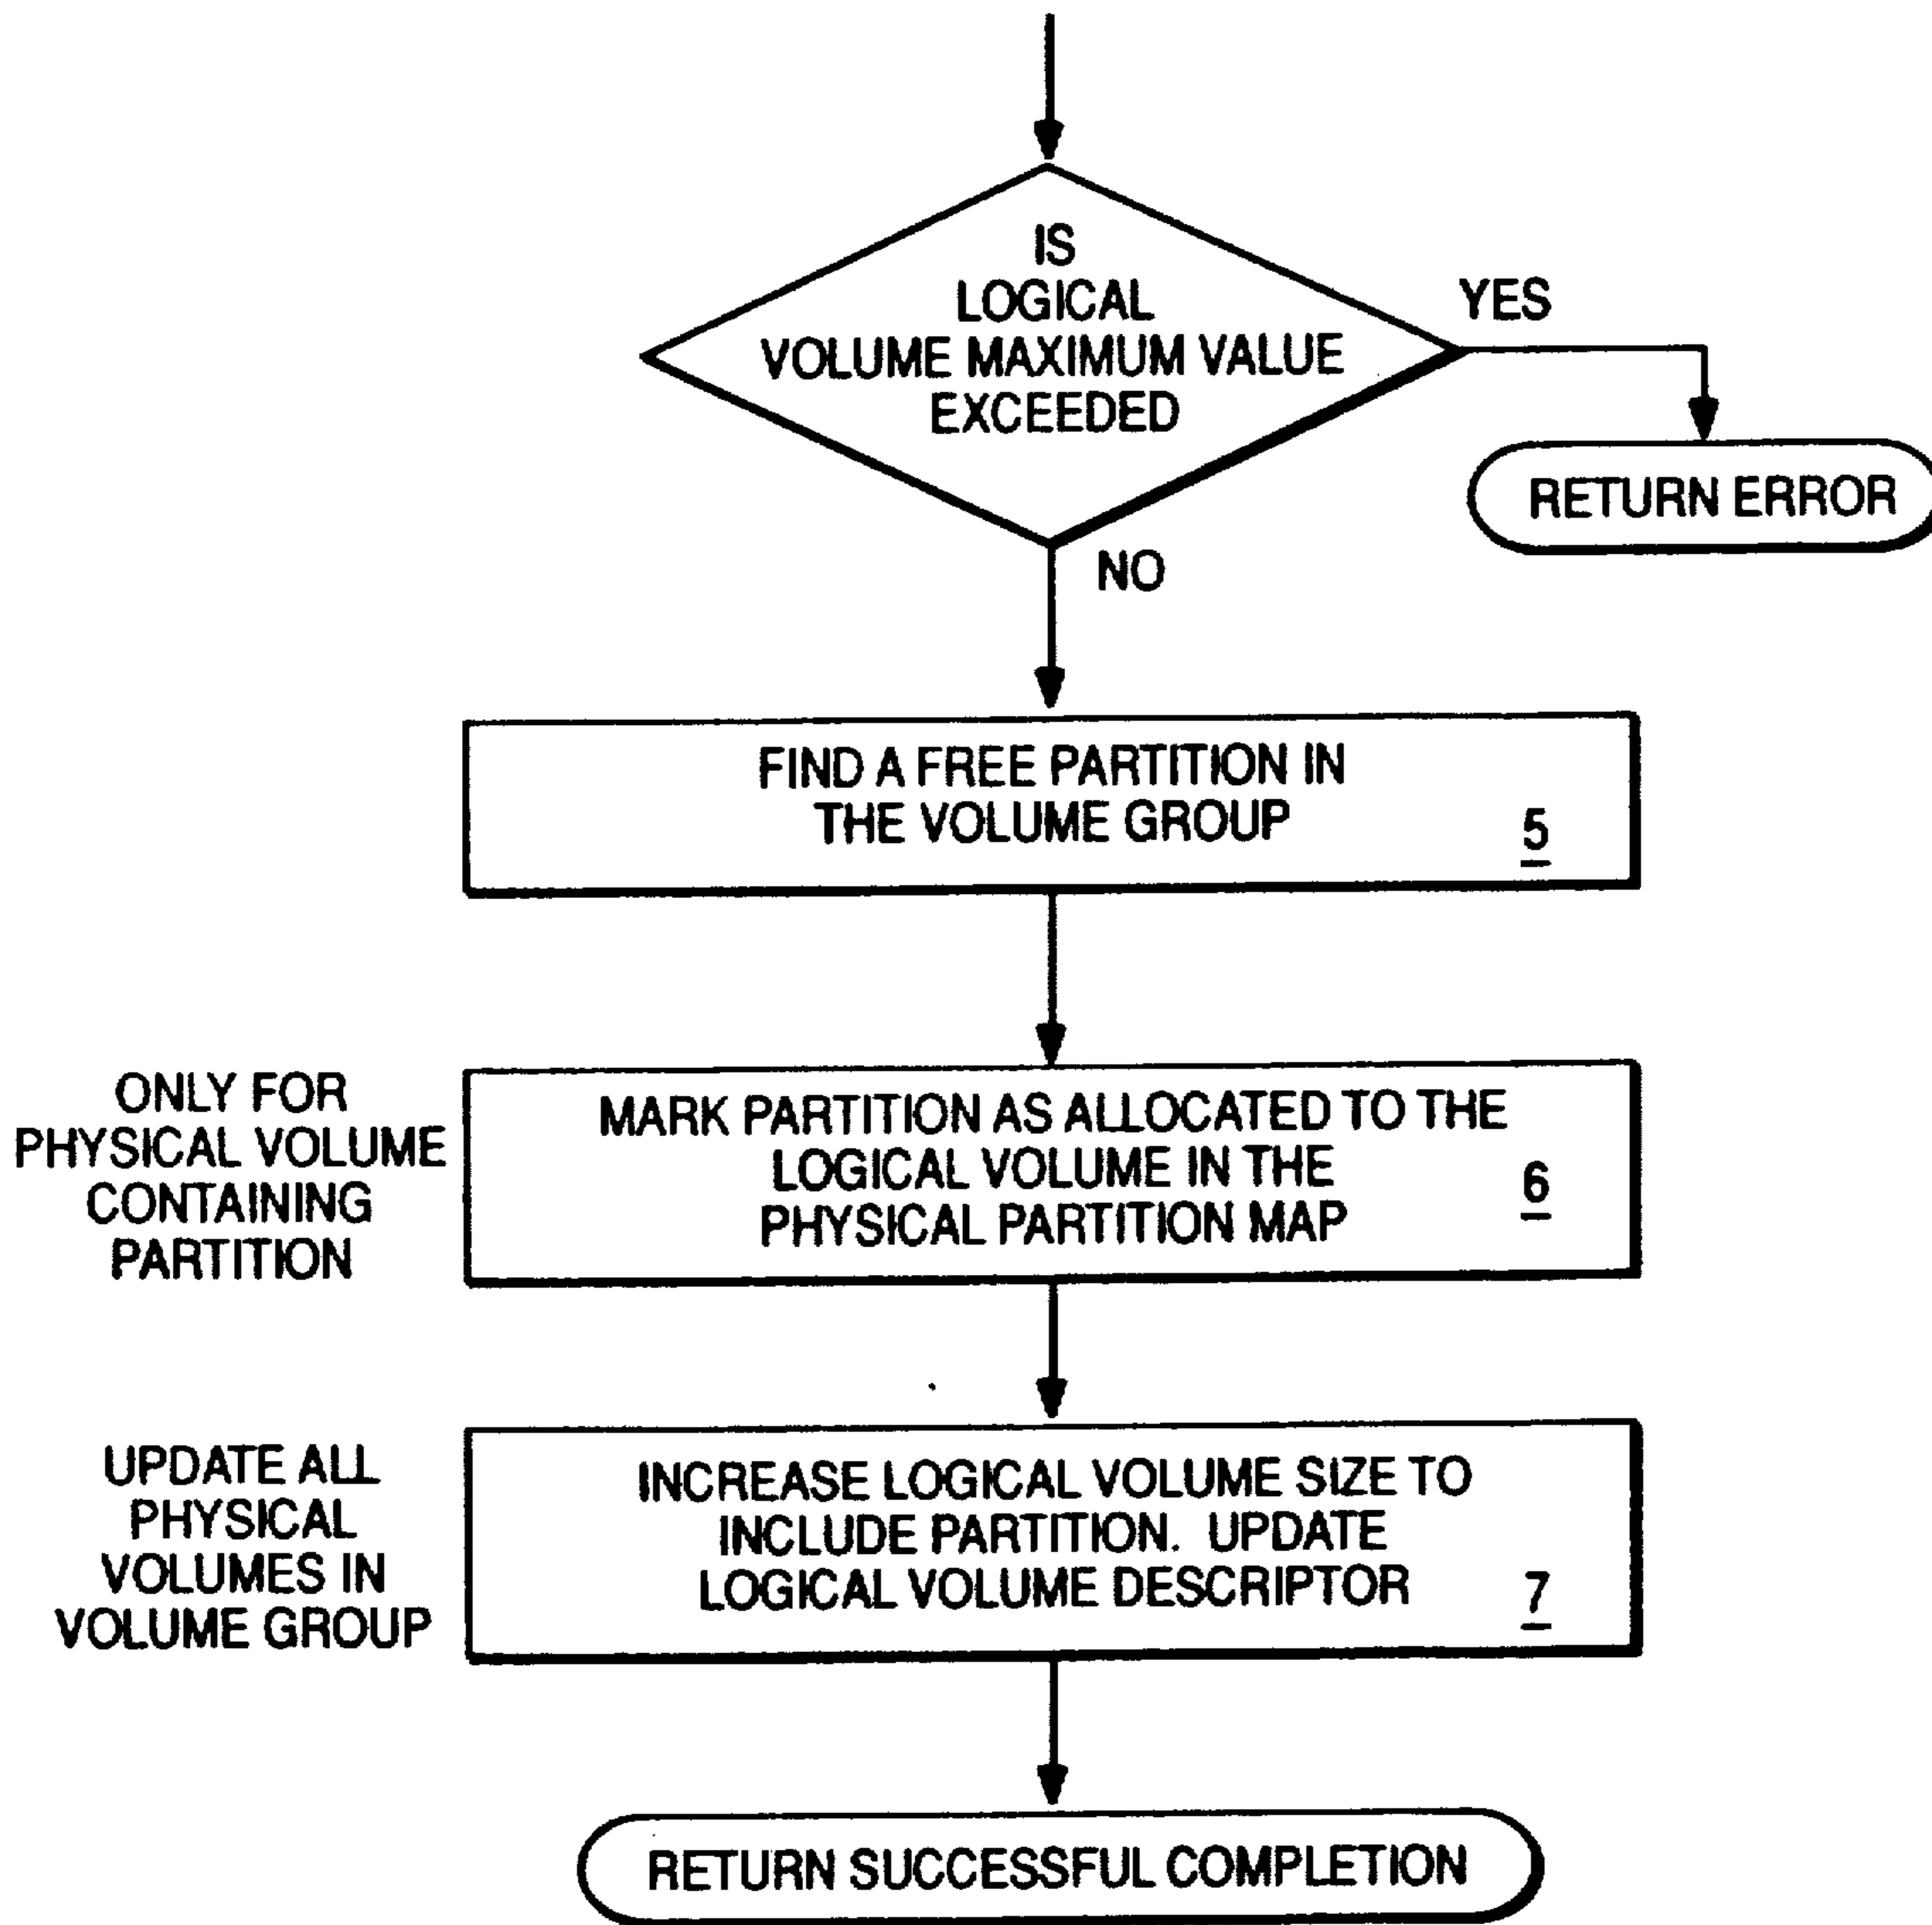 IS
LOGICAL
VOLUME MAXIMUM VALUE
EXCEEDED
YES
RETURN ERROR
NO
FIND A FREE PARTITION IN
THE VOLUME GROUP
5
ONLY FOR
PHYSICAL VOLUME
CONTAINING
PARTITION
MARK PARTITION AS ALLOCATED TO THE
LOGICAL VOLUME IN THE
PHYSICAL PARTITION MAP
6
UPDATE ALL
PHYSICAL
VOLUMES IN
VOLUME GROUP
INCREASE LOGICAL VOLUME SIZE TO
INCLUDE PARTITION. UPDATE
LOGICAL VOLUME DESCRIPTOR
7
RETURN SUCCESSFUL COMPLETION